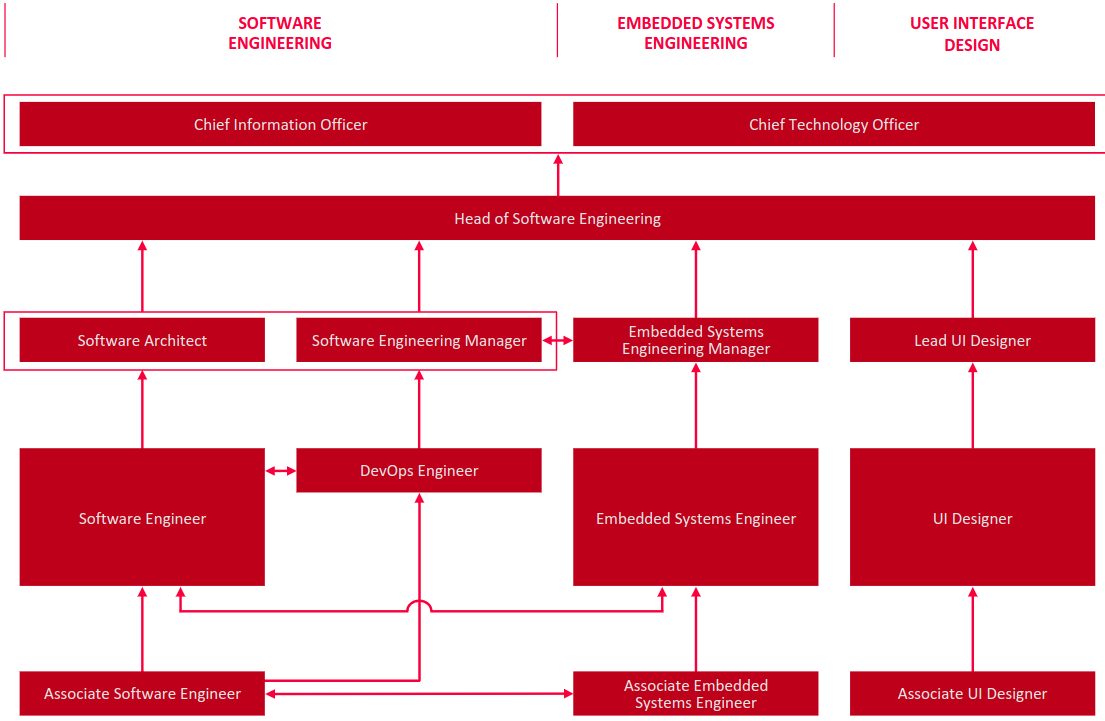 SOFTWARE
ENGINEERING
EMBEDDED SYSTEMS
ENGINEERING
USER INTERFACE
DESIGN
Chief Information Officer
Chief Technology Officer
Head of Software Engineering
Software Architect
Software Engineering Manager
Embedded Systems
Engineering Manager
Lead UI Designer
Software Engineer
DevOps Engineer
Embedded Systems Engineer
UI Designer
Associate Software Engineer
Associate Embedded
Systems Engineer
Associate UI Designer